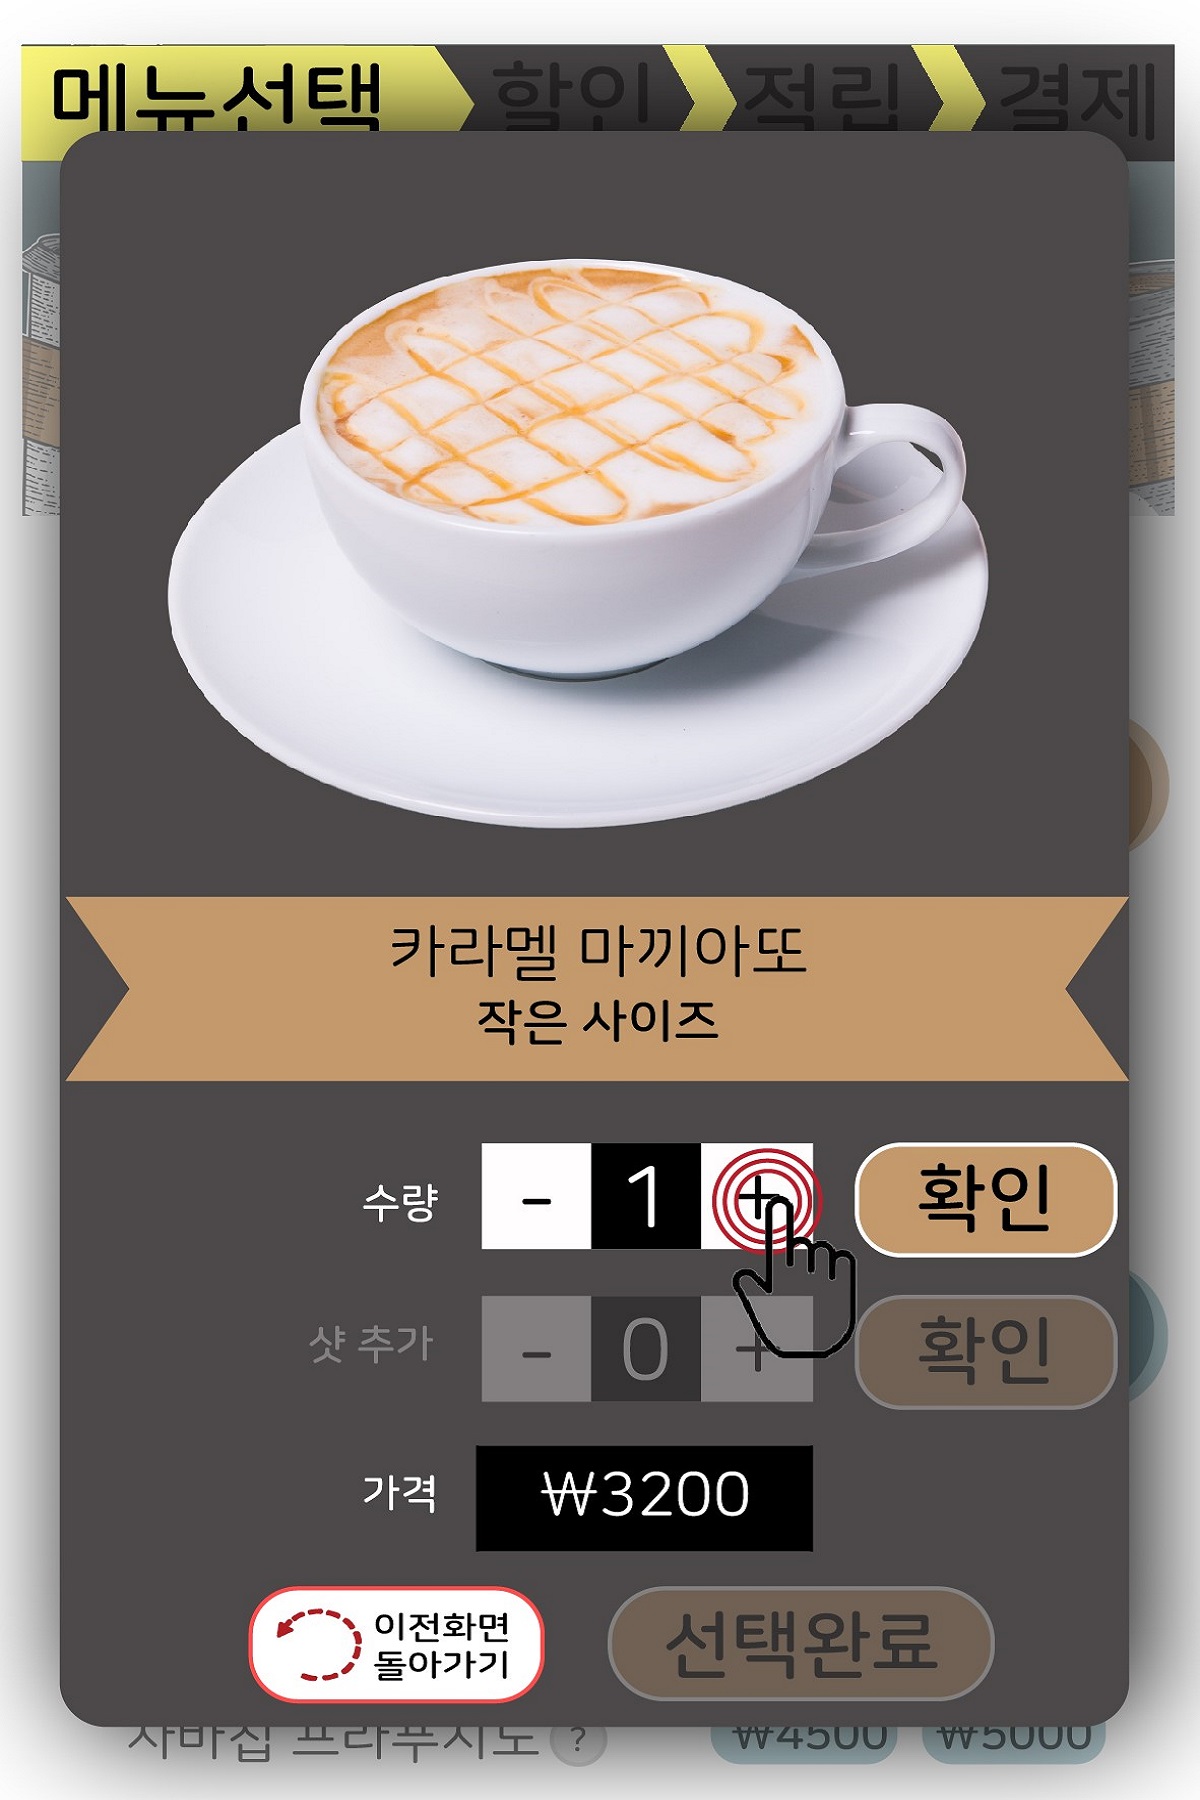 메뉴선택 할인 적립 결제
카라멜 마끼아또
작은 사이즈
수량 - 1 + 확인
샷 추가 - 0 + 확인
가격 ₩3200
이전화면
돌아가기
선택완료
자바칩 프라푸치노 ? ₩4500 ₩5000